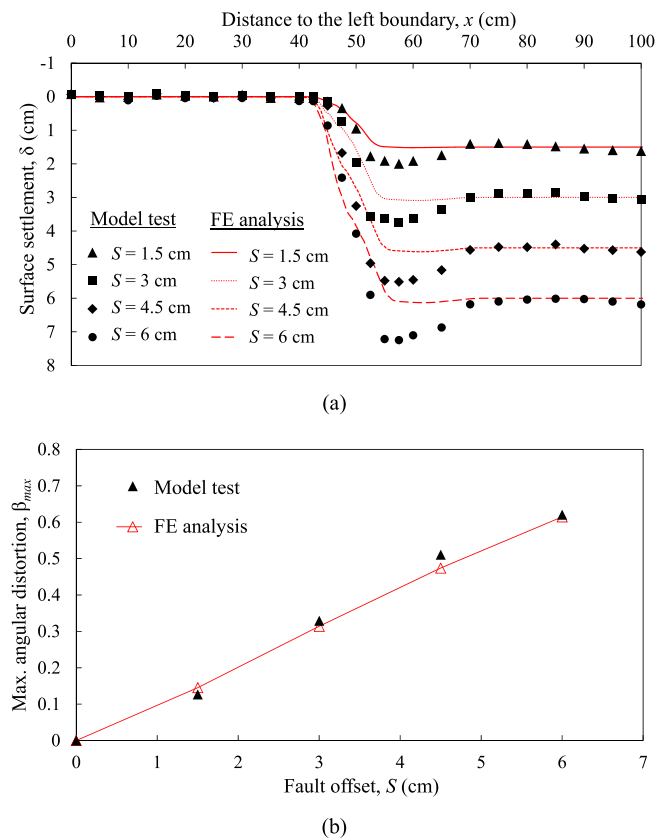 Distance to the left boundary, x (cm)
0 10 20 30 40 50 60 70 80 90 100
-1
0
1
2
3
4
5
6
7
8
Surface settlement, δ (cm)
Model test FE analysis
S = 1.5 cm S = 1.5 cm
S = 3 cm S = 3 cm
S = 4.5 cm S = 4.5 cm
S = 6 cm S = 6 cm
(a)
0.8
0.7
0.6
0.5
0.4
0.3
0.2
0.1
0
Max. angular distortion, βmax
Model test
FE analysis
0 1 2 3 4 5 6 7
Fault offset, S (cm)
(b)